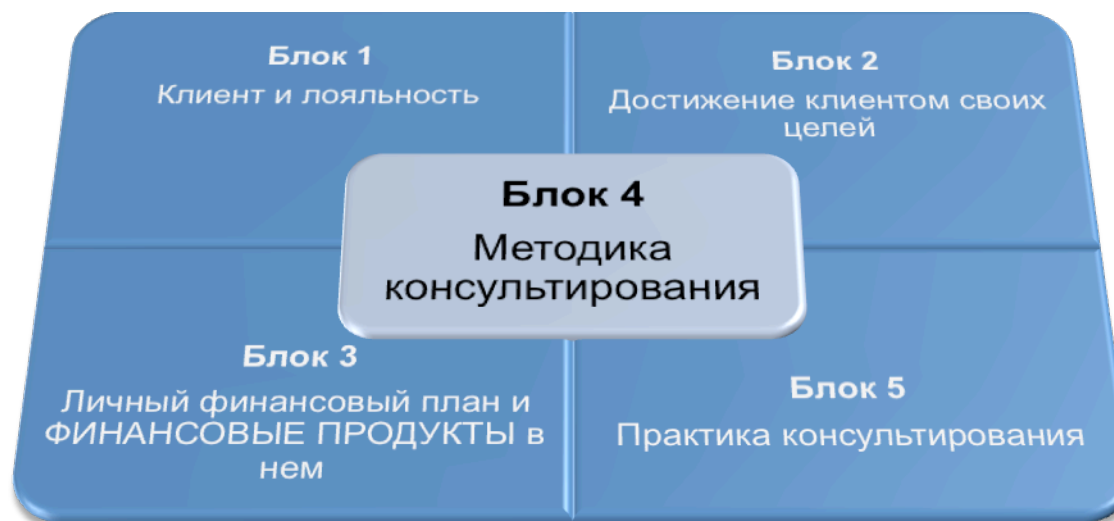 Блок 1
Клиент и лояльность
Блок 2
Достижение клиентом своих
целей
Блок 4
Методика
консультирования
Блок 3
Личный финансовый план и
ФИНАНСОВЫЕ ПРОДУКТЫ в
нем
Блок 5
Практика консультирования